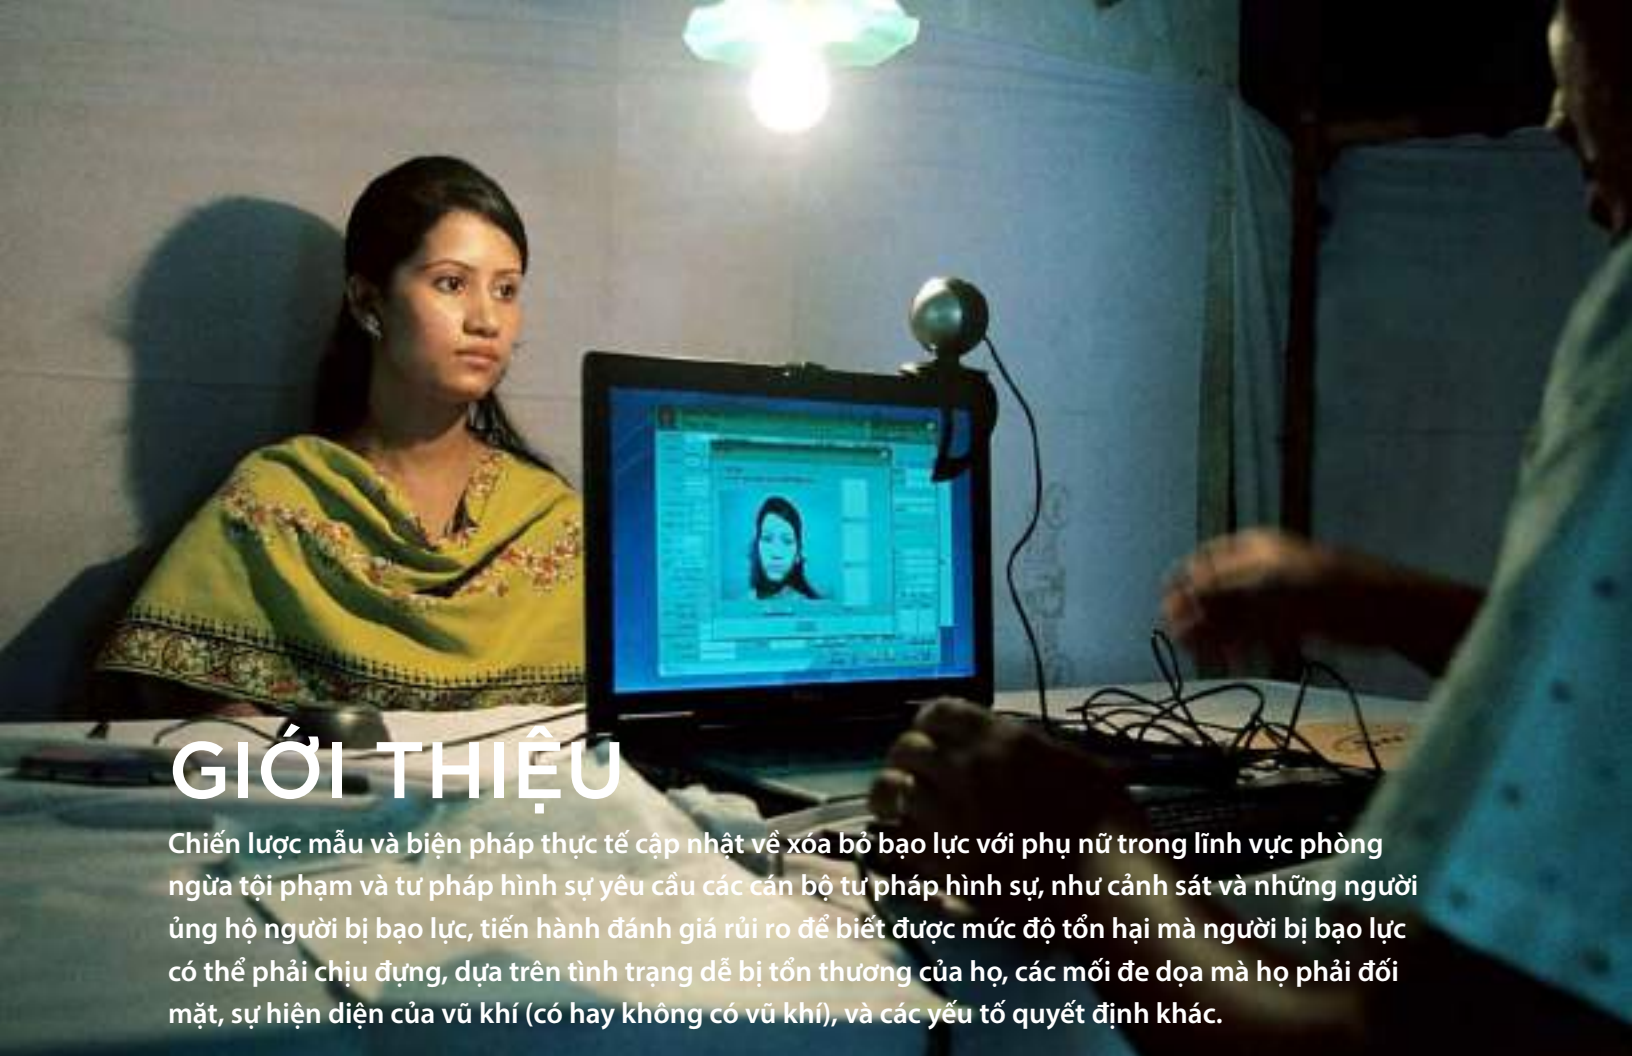 GIỚI THIỆU
Chiến lược mẫu và biện pháp thực tế cập nhật về xóa bỏ bạo lực với phụ nữ trong lĩnh vực phòng
ngừa tội phạm và tư pháp hình sự yêu cầu các cán bộ tư pháp hình sự, như cảnh sát và những người
ủng hộ người bị bạo lực, tiến hành đánh giá rủi ro để biết được mức độ tổn hại mà người bị bạo lực
có thể phải chịu đựng, dựa trên tình trạng dễ bị tổn thương của họ, các mối đe dọa mà họ phải đối
mặt, sự hiện diện của vũ khí (có hay không có vũ khí), và các yếu tố quyết định khác.